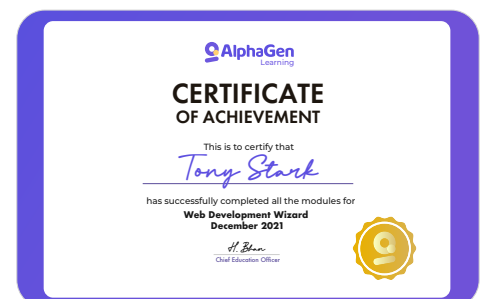 AlphaGen
Learning
CERTIFICATE
OF ACHIEVEMENT
This is to certify that
Tony Stark
has successfully completed all the modules for
Web Development Wizard
December 2021
H. Bhan
Chief Education Officer